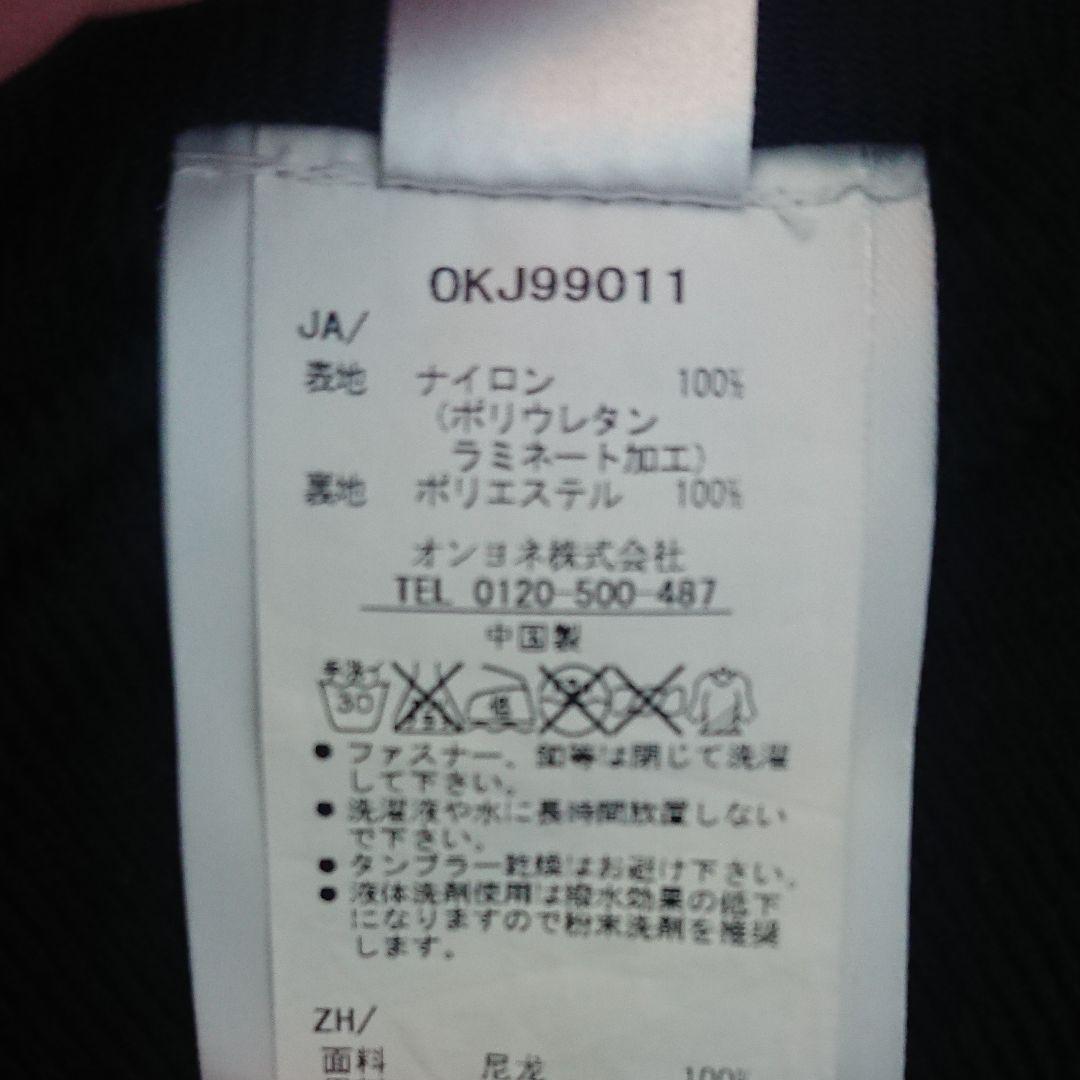 OKJ99011
JA/
表地 ナイロン 100%
(ポリウレタン
ラミネート加工)
裏地 ポリエステル 100%
オンヨネ株式会社
TEL 0120-500-487
中国製
手洗イ
30 低
● ファスナー、釦等は閉じて洗濯
して下さい。
● 洗濯液や水に長時間放置しない
で下さい。
● タンブラー乾燥はお避け下さい。
● 液体洗剤使用は撥水効果の低下
になりますので粉末洗剤を推奨
します。
ZH/
面料 尼龙 100%